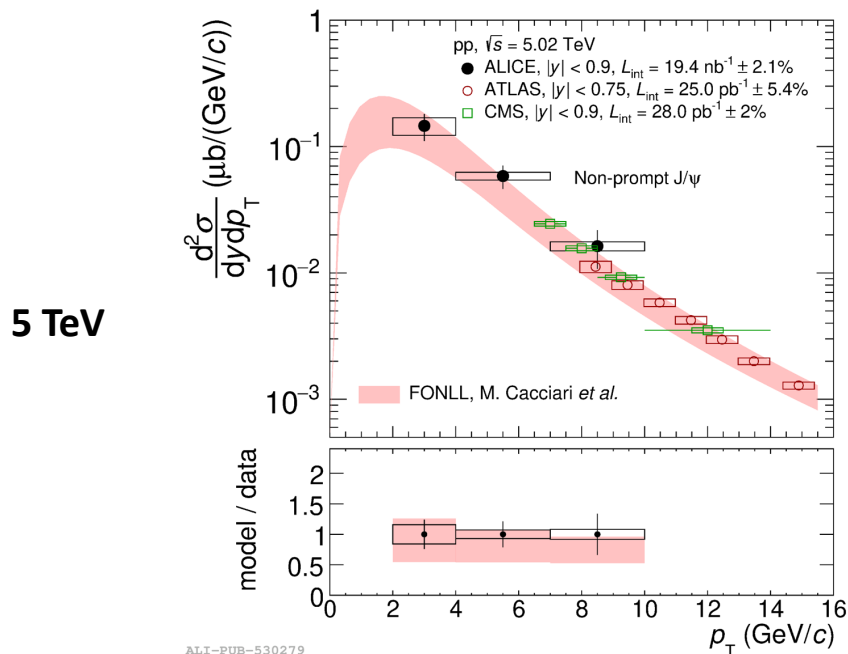 1
10⁻¹
10⁻²
10⁻³
d²σ/dydp_T (μb/(GeV/c))
pp, √s = 5.02 TeV
ALICE, |y| < 0.9, L_int = 19.4 nb⁻¹ ± 2.1%
ATLAS, |y| < 0.75, L_int = 25.0 pb⁻¹ ± 5.4%
CMS, |y| < 0.9, L_int = 28.0 pb⁻¹ ± 2%
Non-prompt J/ψ
5 TeV
FONLL, M. Cacciari et al.
model / data
2
1.5
1
0.5
0
0 2 4 6 8 10 12 14 16
p_T (GeV/c)
ALI-PUB-530279